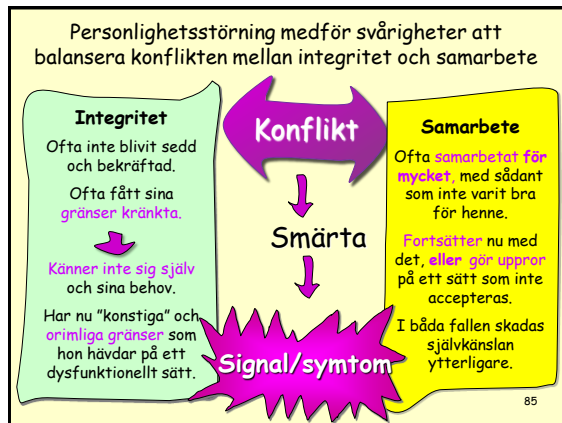 Personlighetsstörning medför svårigheter att
balansera konflikten mellan integritet och samarbete
Integritet
Ofta inte blivit sedd
och bekräftad.
Ofta fått sina
gränser kränkta.
Känner inte sig själv
och sina behov.
Har nu ”konstiga” och
orimliga gränser som
hon hävdar på ett
dysfunktionellt sätt.
Konflikt
Smärta
Signal/symtom
Samarbete
Ofta samarbetat för
mycket, med sådant
som inte varit bra
för henne.
Fortsätter nu med
det, eller gör uppror
på ett sätt som inte
accepteras.
I båda fallen skadas
självkänslan
ytterligare.
85